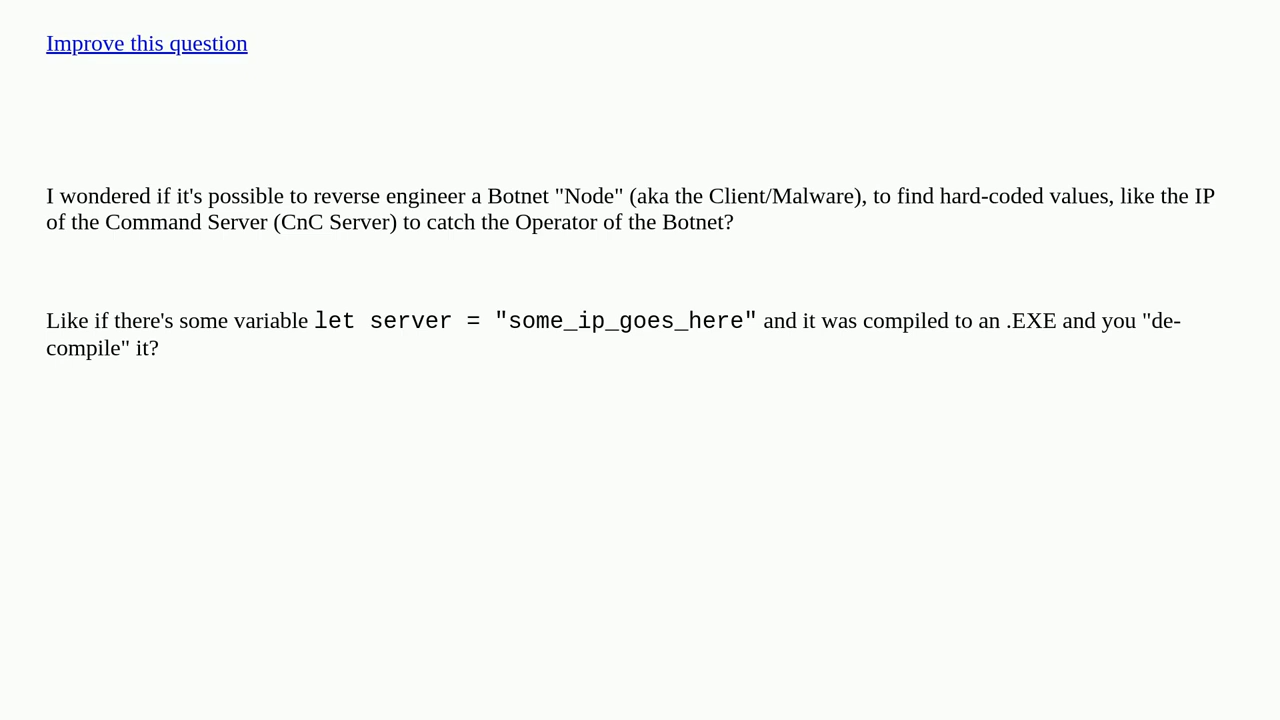 Improve this question
I wondered if it's possible to reverse engineer a Botnet "Node" (aka the Client/Malware), to find hard-coded values, like the IP
of the Command Server (CnC Server) to catch the Operator of the Botnet?
Like if there's some variable let server = "some_ip_goes_here" and it was compiled to an .EXE and you "de-
compile" it?